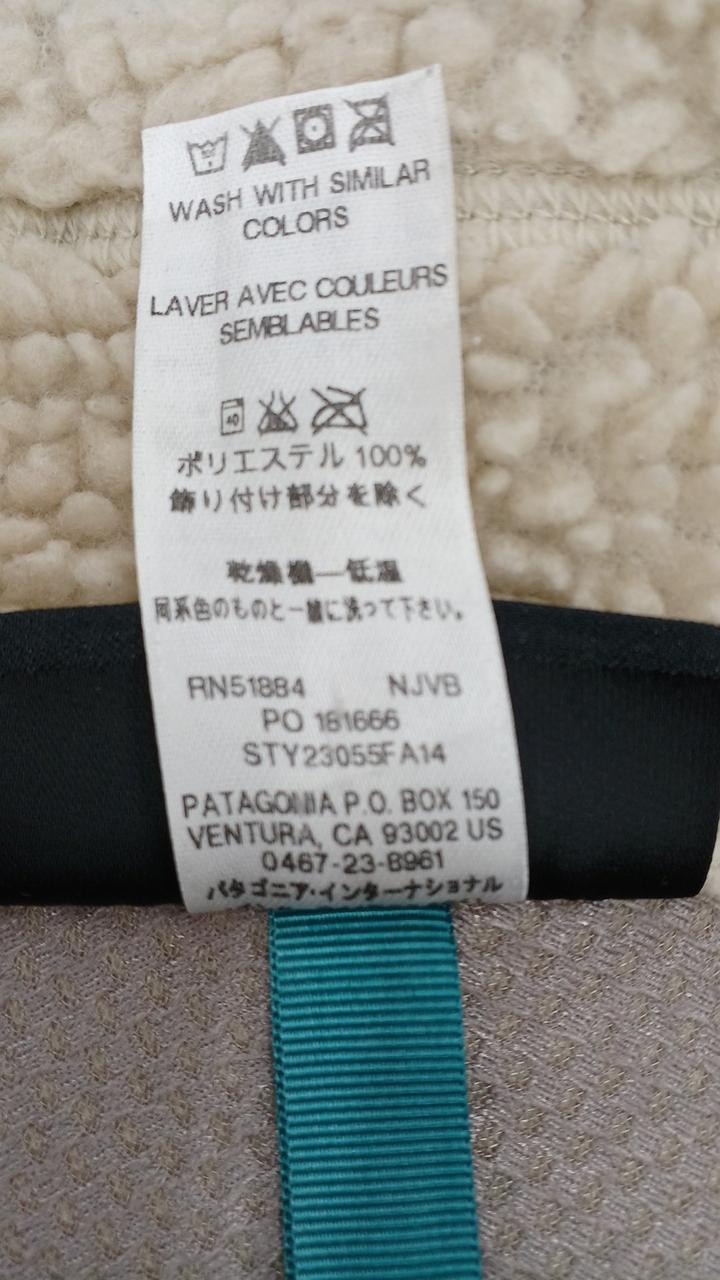 WASH WITH SIMILAR
COLORS
LAVER AVEC COULEURS
SEMBLABLES
40
ポリエステル 100%
飾り付け部分を除く
乾燥機—低温
同系色のものと一緒に洗って下さい。
RN51884 NJVB
PO 181666
STY23055FA14
PATAGONIA P.O. BOX 150
VENTURA, CA 93002 US
0467-23-8961
パタゴニア・インターナショナル